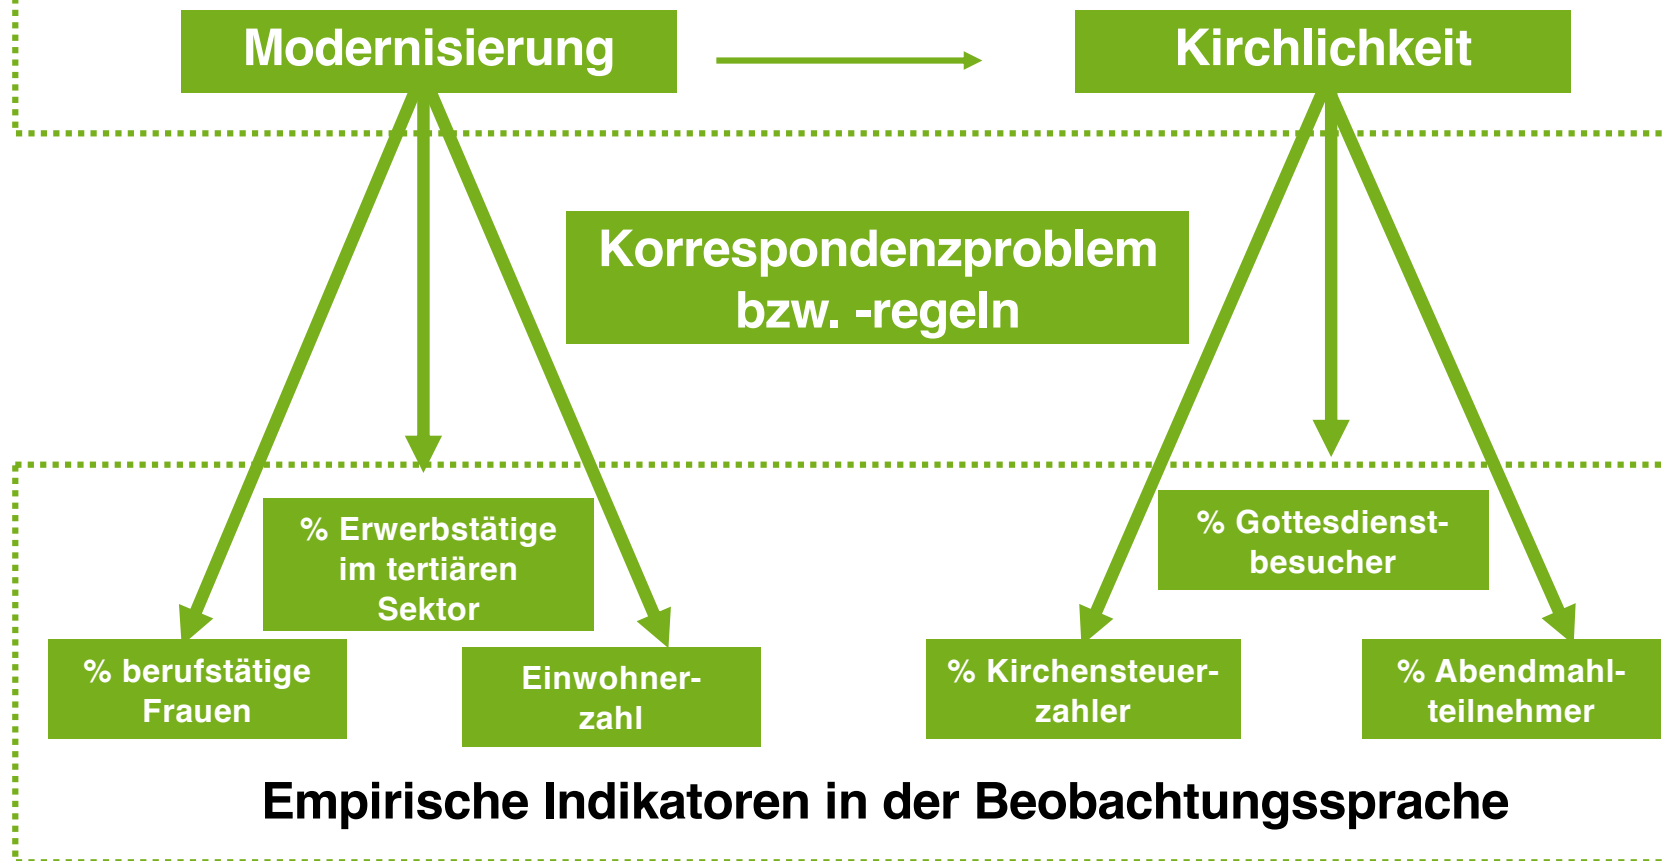 Modernisierung
Kirchlichkeit
Korrespondenzproblem
bzw. -regeln
% Erwerbstätige
im tertiären
Sektor
% Gottesdienst-
besucher
% berufstätige
Frauen
Einwohner-
zahl
% Kirchensteuer-
zahler
% Abendmahl-
teilnehmer
Empirische Indikatoren in der Beobachtungssprache